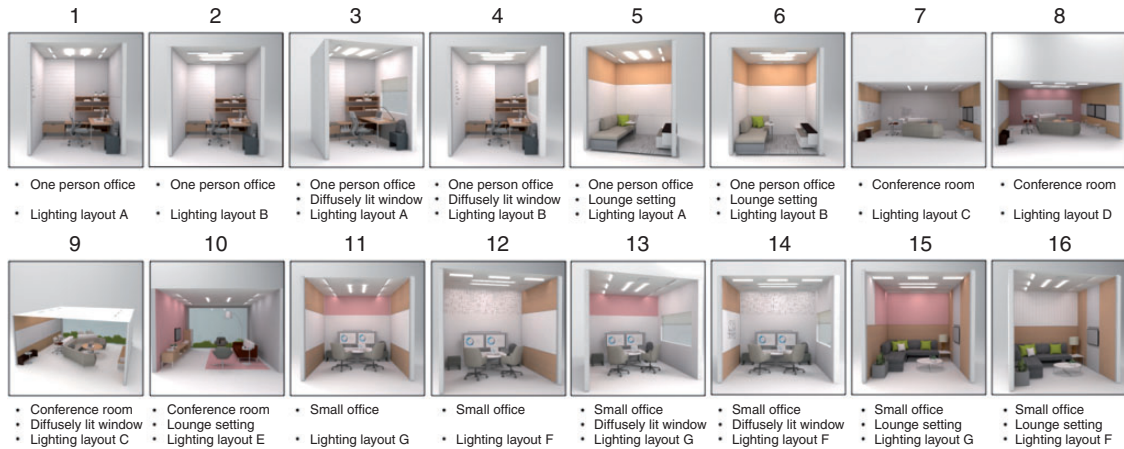 1 2 3 4 5 6 7 8
* One person office
* Lighting layout A
* One person office
* Lighting layout B
* One person office
* Diffusely lit window
* Lighting layout A
* One person office
* Diffusely lit window
* Lighting layout B
* One person office
* Lounge setting
* Lighting layout A
* One person office
* Lounge setting
* Lighting layout B
* Conference room
* Lighting layout C
* Conference room
* Lighting layout D
9 10 11 12 13 14 15 16
* Conference room
* Diffusely lit window
* Lighting layout C
* Conference room
* Lounge setting
* Lighting layout E
* Small office
* Lighting layout G
* Small office
* Lighting layout F
* Small office
* Diffusely lit window
* Lighting layout G
* Small office
* Diffusely lit window
* Lighting layout F
* Small office
* Lounge setting
* Lighting layout G
* Small office
* Lounge setting
* Lighting layout F